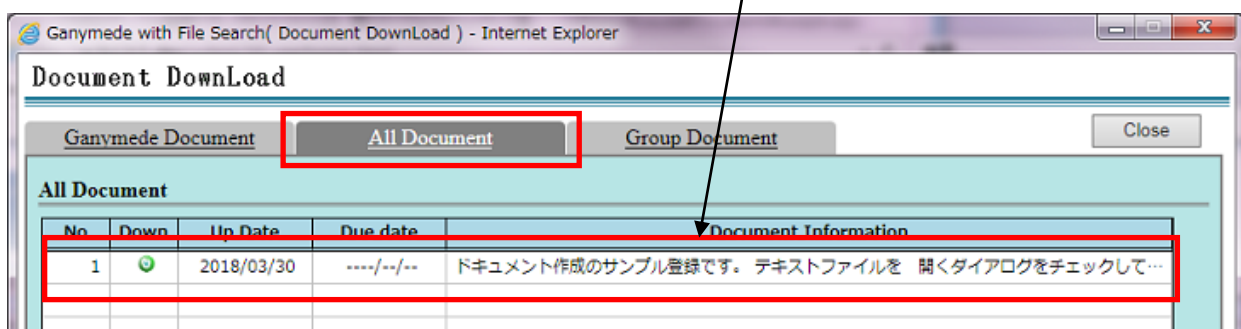 Ganymede with File Search( Document DownLoad ) - Internet Explorer
Document DownLoad
Ganymede Document All Document Group Document Close
All Document
No Down Up Date Due date Document Information
1 2018/03/30 ----/--/-- ドキュメント作成のサンプル登録です。 テキストファイルを 開くダイアログをチェックして…